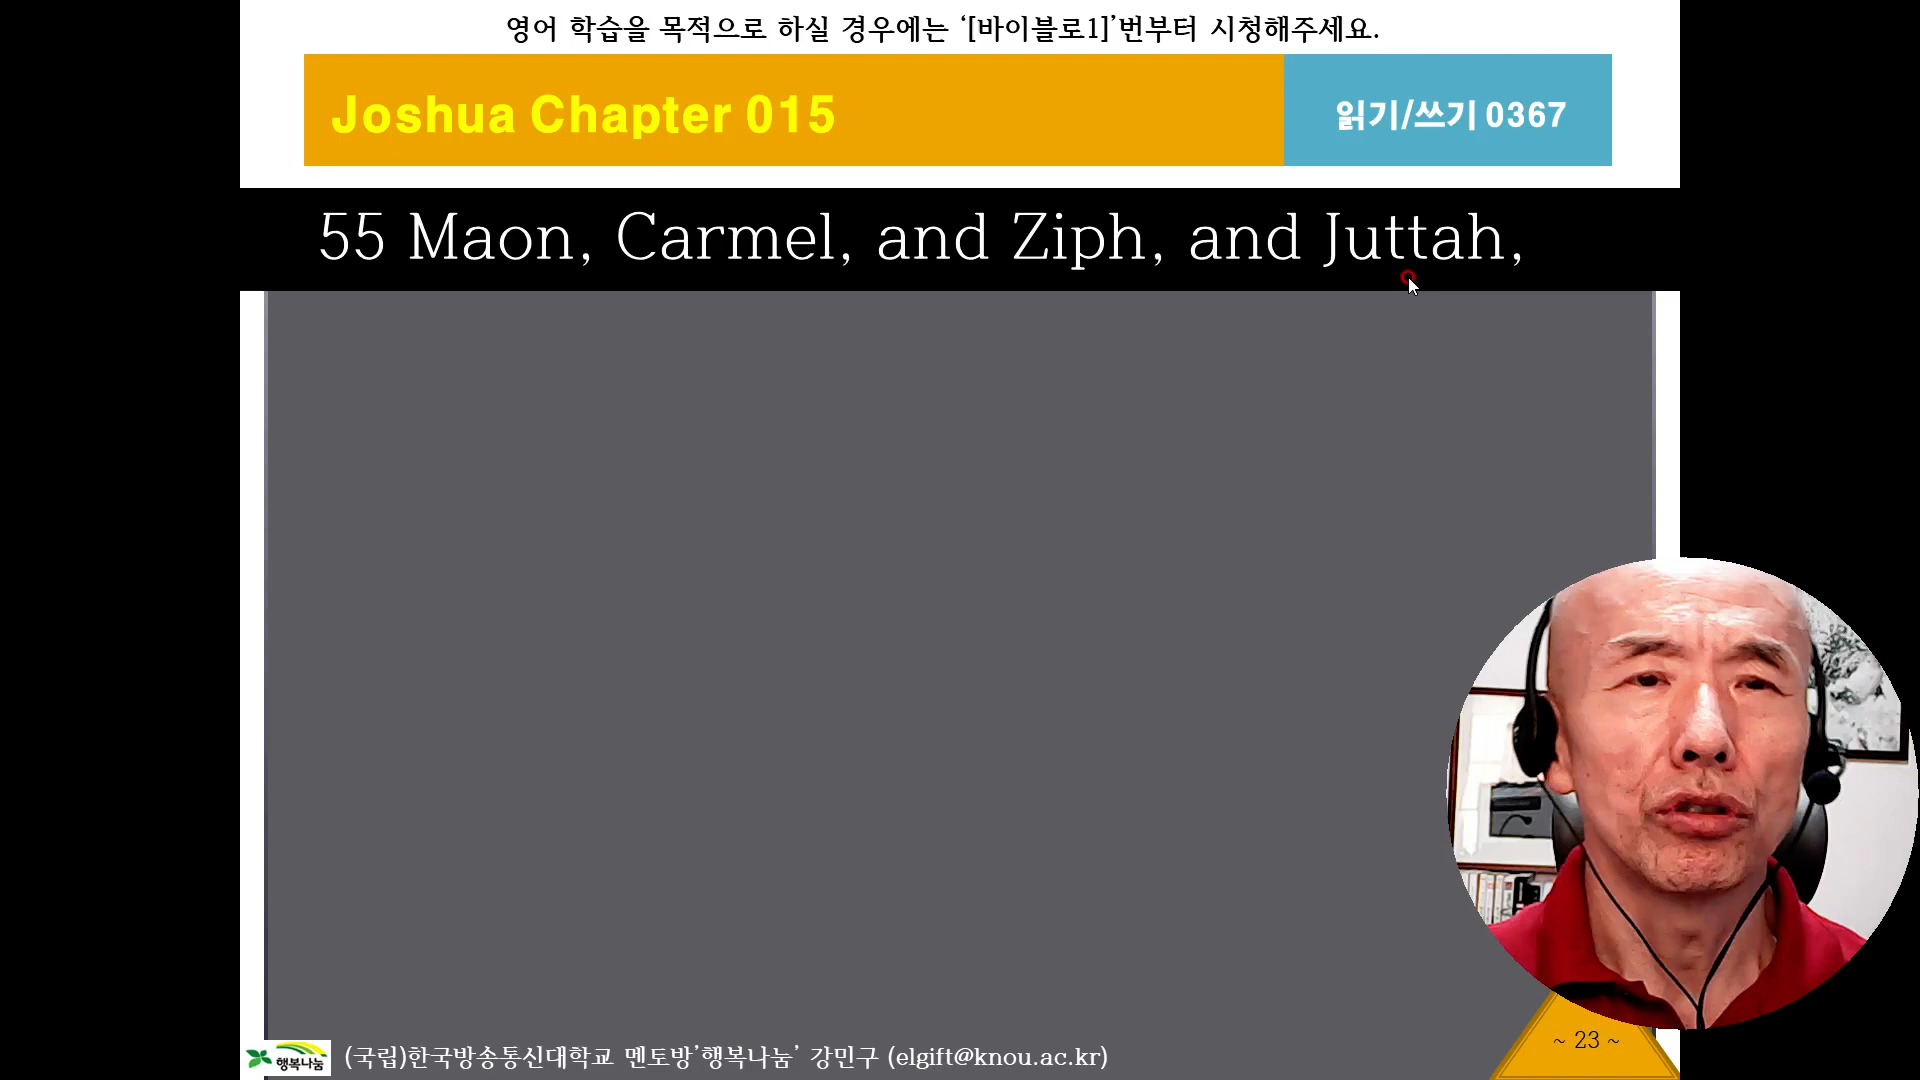 영어 학습을 목적으로 하실 경우에는 ‘[바이블로1]’번부터 시청해주세요.
Joshua Chapter 015
읽기/쓰기 0367
55 Maon, Carmel, and Ziph, and Juttah,
~ 23 ~
행복나눔
(국립)한국방송통신대학교 멘토방’행복나눔’ 강민구 (elgift@knou.ac.kr)